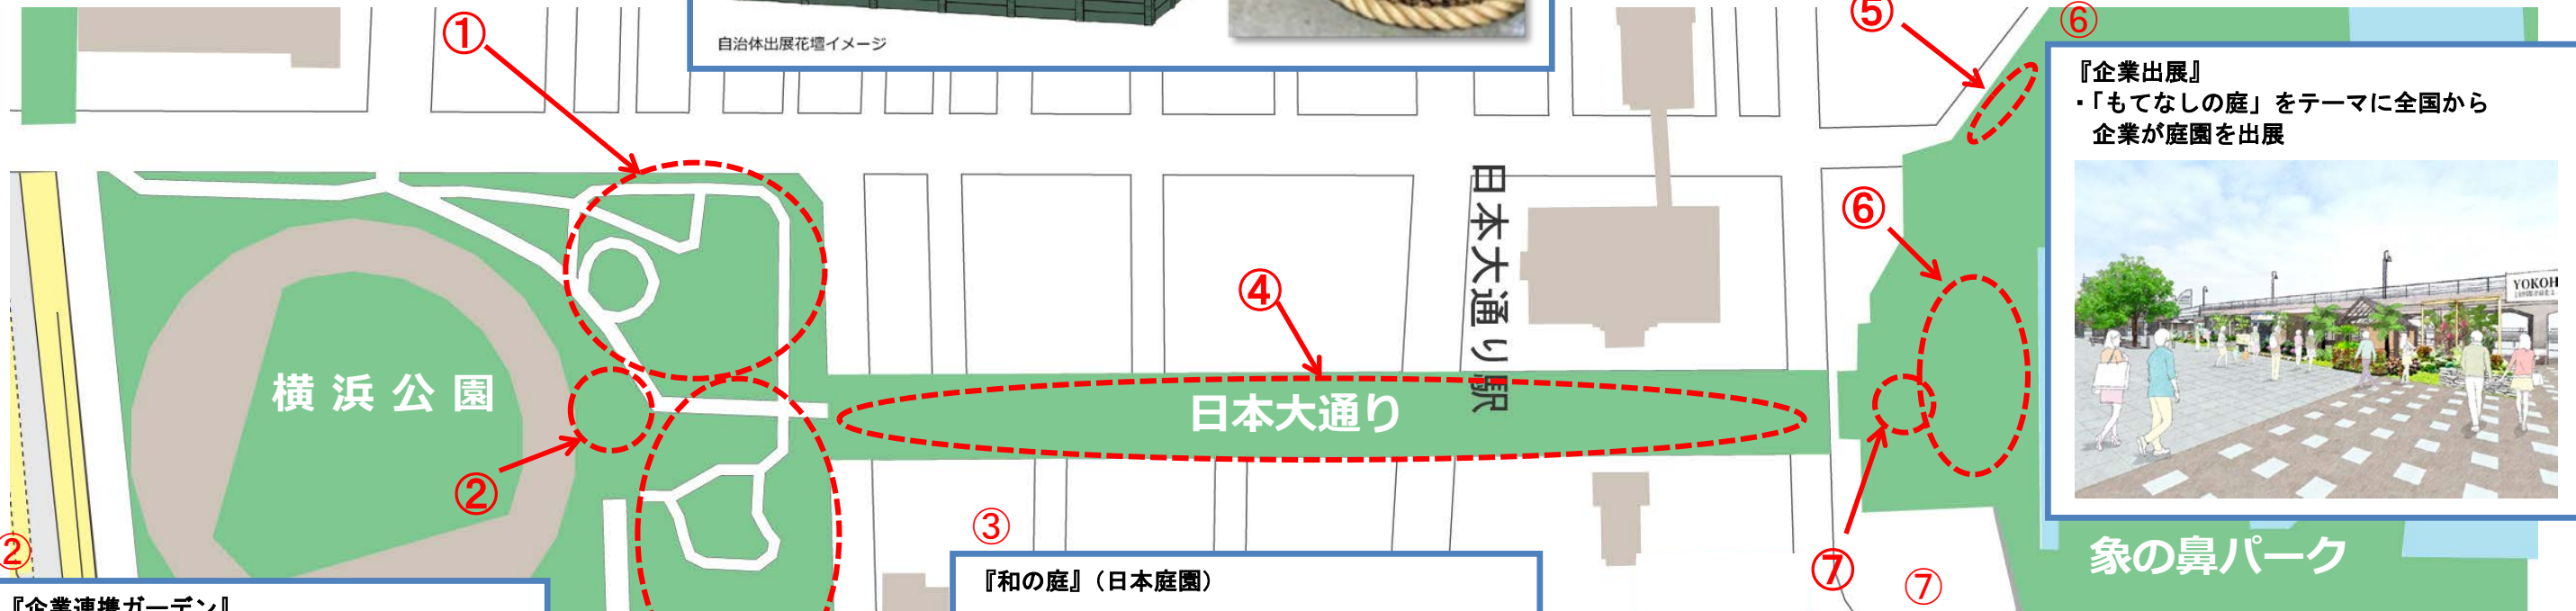 自治体出展花壇イメージ
①
⑤
⑥
『企業出展』
・「もてなしの庭」をテーマに全国から
企業が庭園を出展
YOKOH
日本大通り駅
⑥
④
横浜公園
日本大通り
②
③
⑦
⑦
象の鼻パーク
②
『企業連携ガーデン』
『和の庭』（日本庭園）